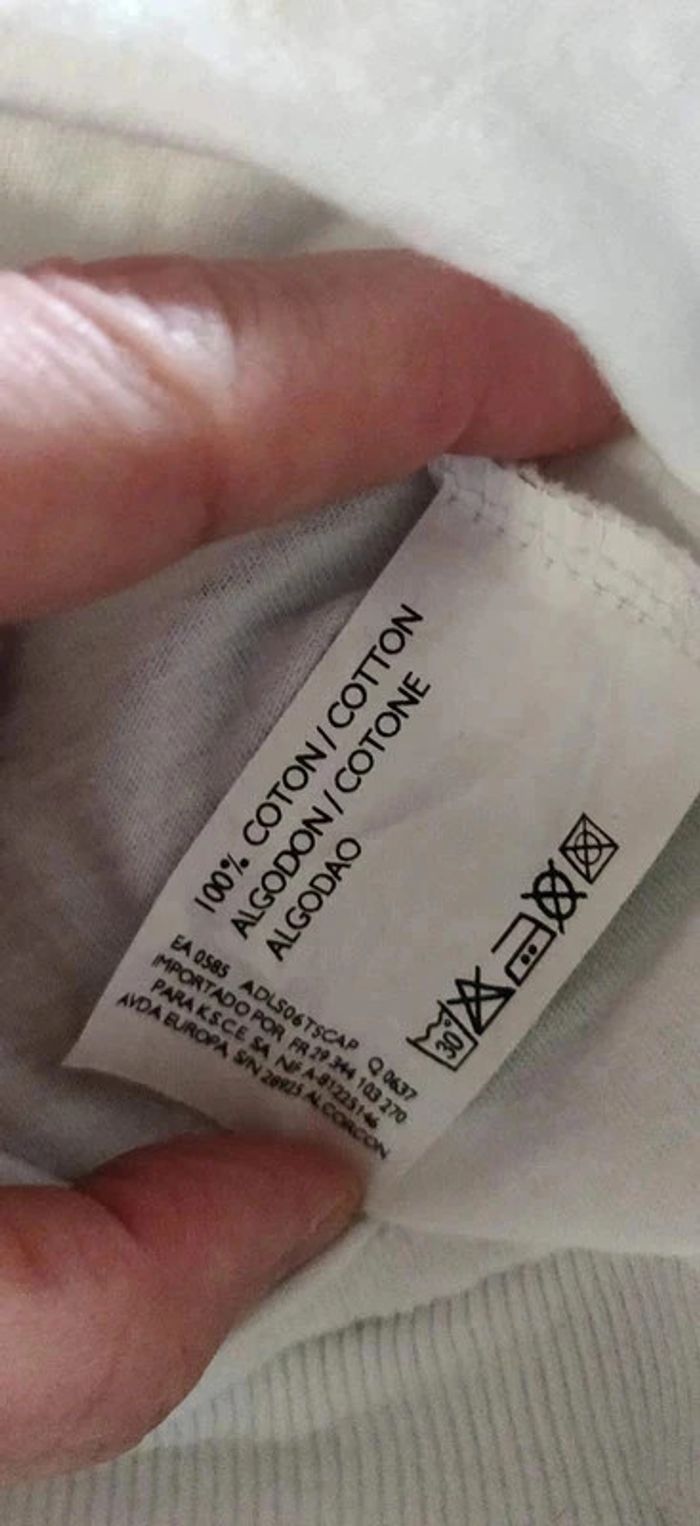 100% COTON / COTTON
ALGODON / COTONE
ALGODAO
EA 0585 ADLS06TSCAP Q 0637
IMPORTADO POR FR 29 344 103 270
PARA K.S.C.E. SA NIF A-81225146
AVDA EUROPA S/N 28925 ALCORCON
30°